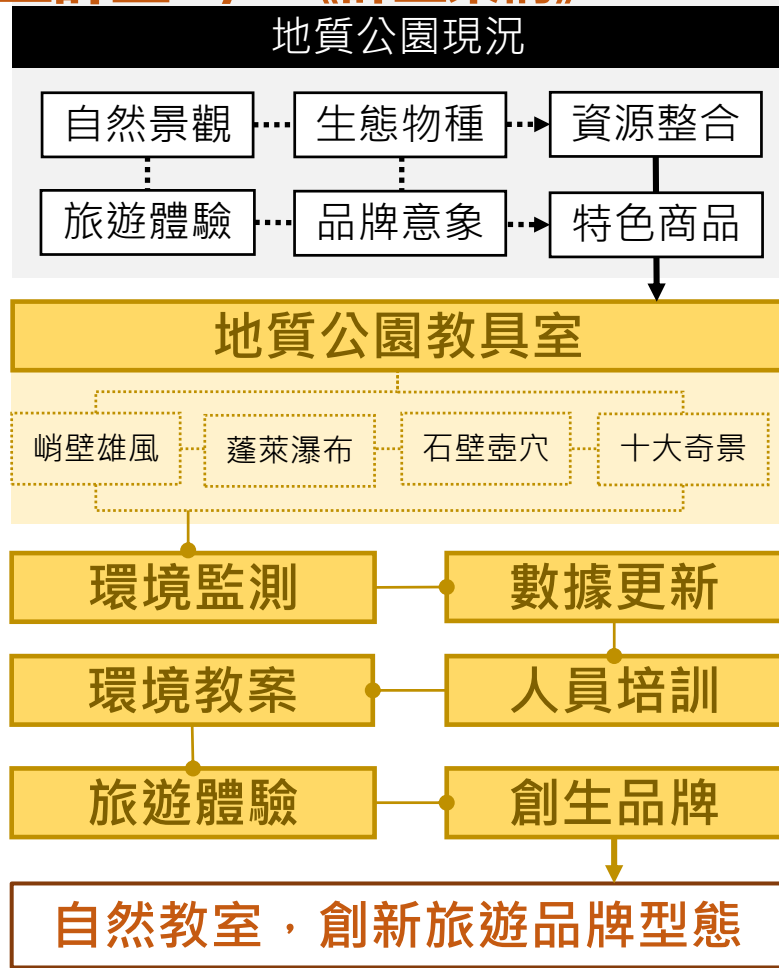 地質公園現況
自然景觀 生態物種 資源整合
旅遊體驗 品牌意象 特色商品
地質公園教具室
峭壁雄風 蓬萊瀑布 石壁壺穴 十大奇景
環境監測 數據更新
環境教案 人員培訓
旅遊體驗 創生品牌
自然教室，創新旅遊品牌型態